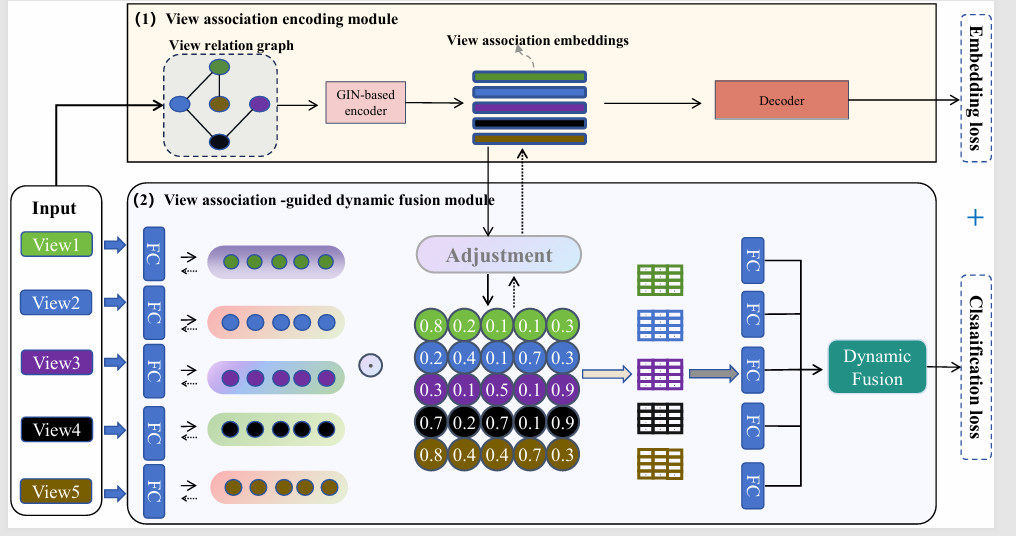 (1) View association encoding module
View relation graph
View association embeddings
GIN-based
encoder
Decoder
Embedding loss
Input
(2) View association -guided dynamic fusion module
View1
View2
View3
View4
View5
FC
FC
FC
FC
FC
Adjustment
0.8 0.2 0.1 0.1 0.3
0.2 0.4 0.1 0.7 0.3
0.3 0.1 0.5 0.1 0.9
0.7 0.2 0.7 0.1 0.9
0.8 0.4 0.4 0.7 0.3
FC
FC
FC
FC
FC
Dynamic
Fusion
+
Clsaaification loss